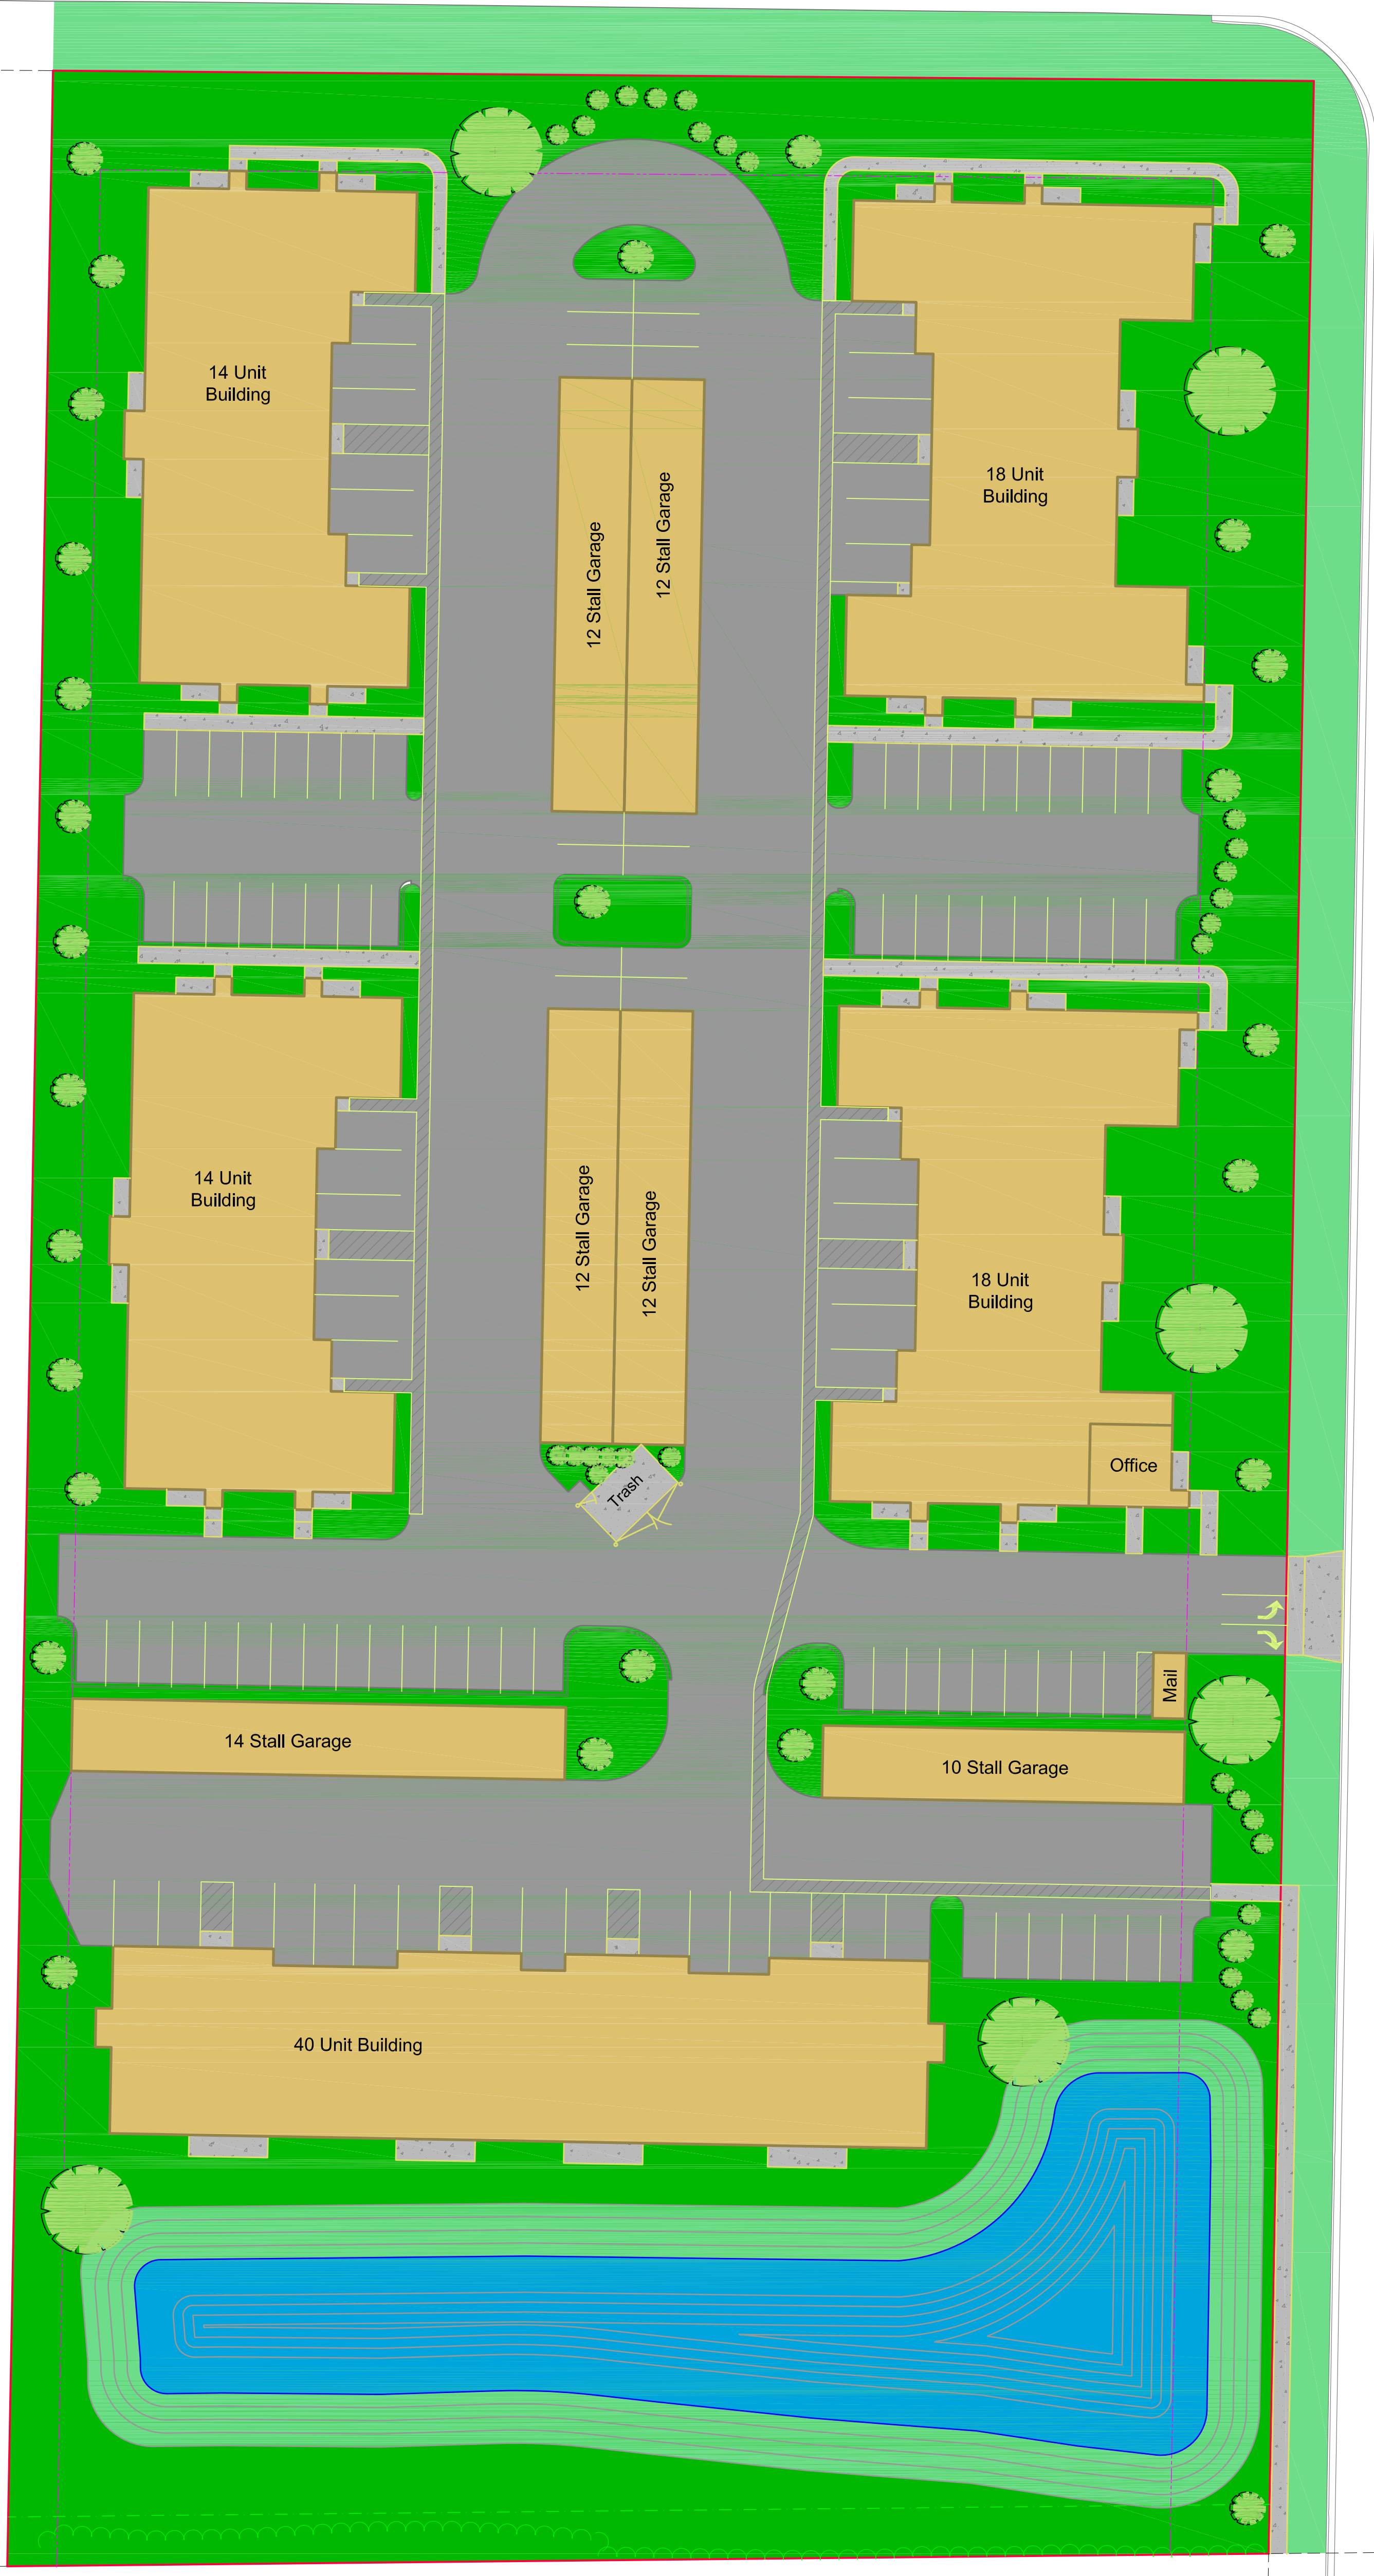 14 Unit
Building
18 Unit
Building
12 Stall Garage
12 Stall Garage
14 Unit
Building
18 Unit
Building
12 Stall Garage
12 Stall Garage
Office
Trash
Mail
14 Stall Garage
10 Stall Garage
40 Unit Building